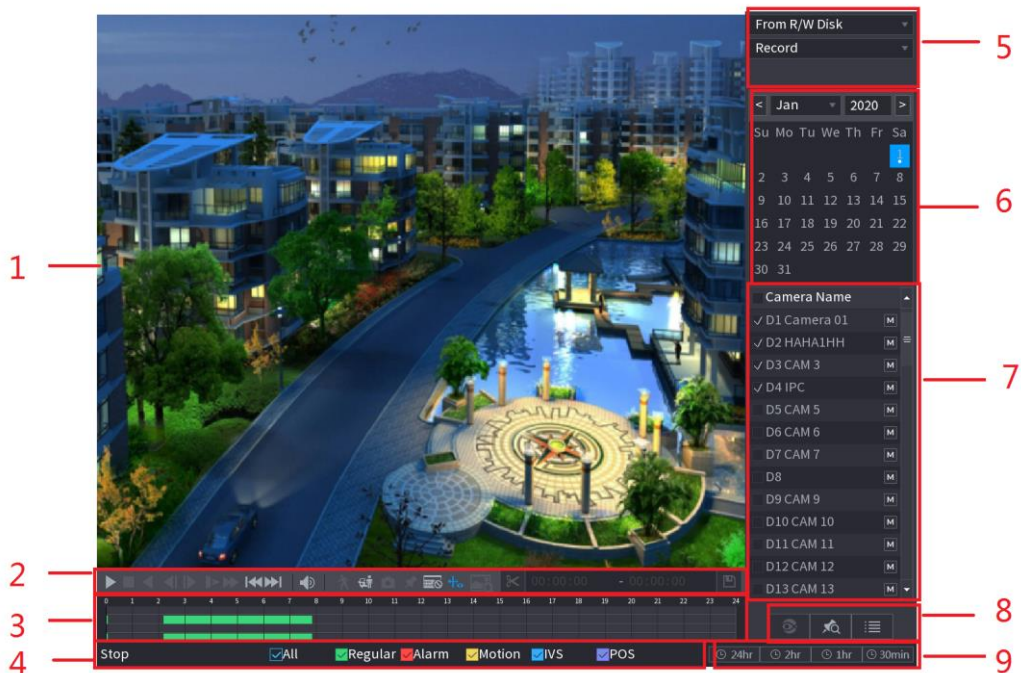 From R/W Disk
Record
5
< Jan 2020 >
Su Mo Tu We Th Fr Sa
1
2 3 4 5 6 7 8
9 10 11 12 13 14 15
16 17 18 19 20 21 22
23 24 25 26 27 28 29
30 31
6
1
Camera Name
D1 Camera 01 M
D2 HAHA1HH M
D3 CAM 3 M
D4 IPC M
D5 CAM 5 M
D6 CAM 6 M
D7 CAM 7 M
D8 M
D9 CAM 9 M
D10 CAM 10 M
D11 CAM 11 M
D12 CAM 12 M
D13 CAM 13 M
7
2
00:00:00 - 00:00:00
0 1 2 3 4 5 6 7 8 9 10 11 12 13 14 15 16 17 18 19 20 21 22 23 24
3
8
4
Stop All Regular Alarm Motion IVS POS
24hr 2hr 1hr 30min
9